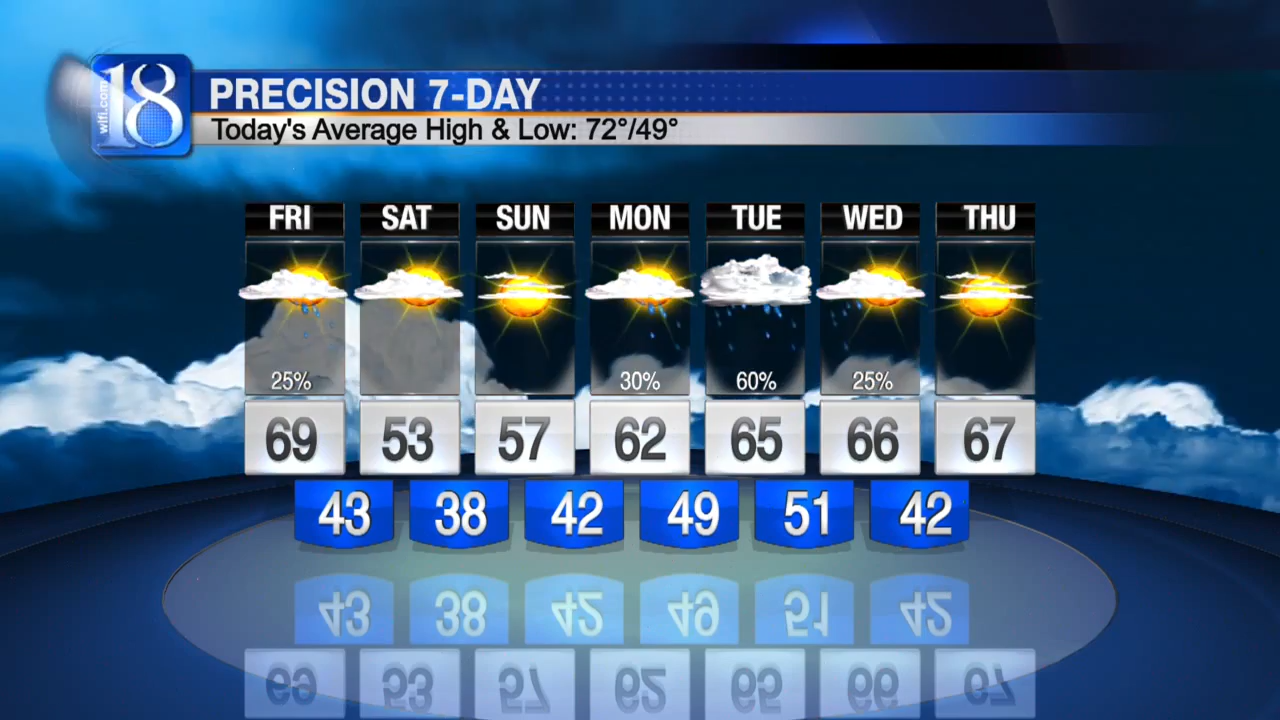 wlfi.com
18
PRECISION 7-DAY
Today's Average High & Low: 72°/49°
FRI SAT SUN MON TUE WED THU
25% 30% 60% 25%
69 53 57 62 65 66 67
43 38 42 49 51 42